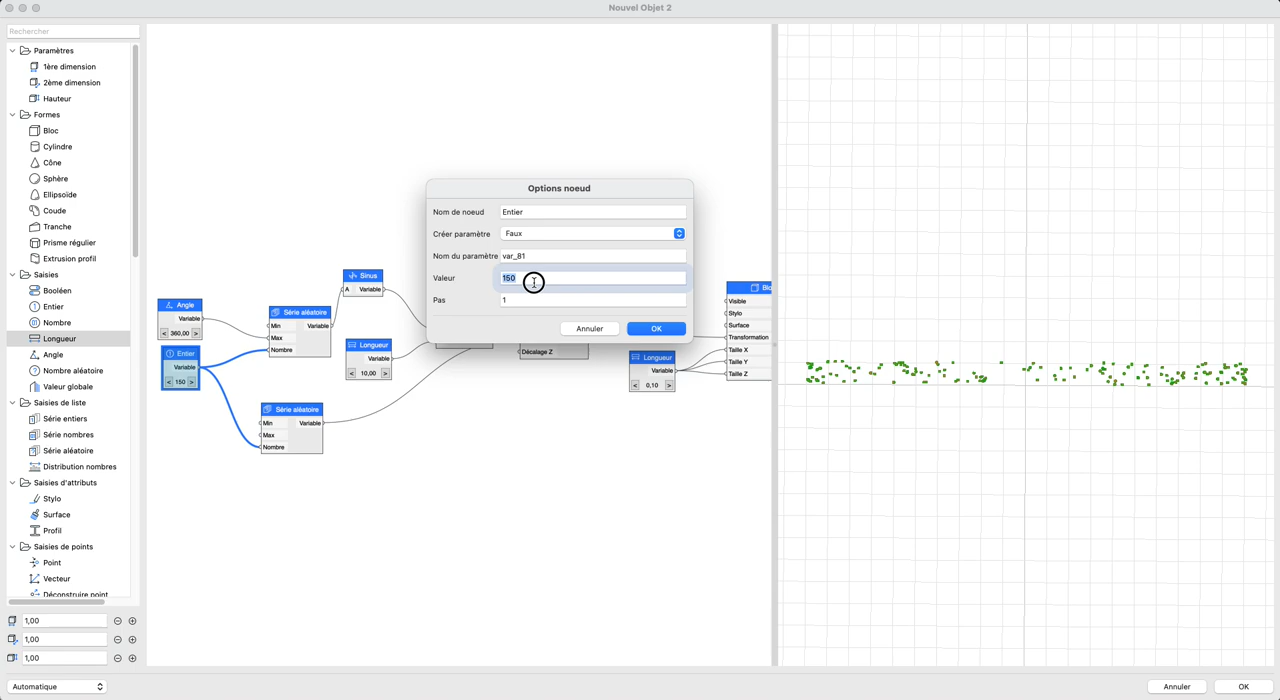 Nouvel Objet 2
Rechercher
Paramètres
1ère dimension
2ème dimension
Hauteur
Formes
Bloc
Cylindre
Cône
Sphère
Ellipsoïde
Coude
Tranche
Prisme régulier
Extrusion profil
Saisies
Booléen
Entier
Nombre
Longueur
Angle
Nombre aléatoire
Valeur globale
Saisies de liste
Série entiers
Série nombres
Série aléatoire
Distribution nombres
Saisies d'attributs
Stylo
Surface
Profil
Saisies de points
Point
Vecteur
Déconstruire point
1,00
1,00
1,00
Automatique
Angle
Variable
< 360,00 >
Entier
Variable
< 150 >
Série aléatoire
Min Variable
Max
Nombre
Sinus
A Variable
Longueur
Variable
< 10,00 >
Série aléatoire
Min Variable
Max
Nombre
Décalage Z
Longueur
Variable
< 0,10 >
Blo
Visible
Stylo
Surface
Transformation
Taille X
Taille Y
Taille Z
Options noeud
Nom de noeud Entier
Créer paramètre Faux
Nom du paramètre var_81
Valeur 150
Pas 1
Annuler OK
Annuler OK